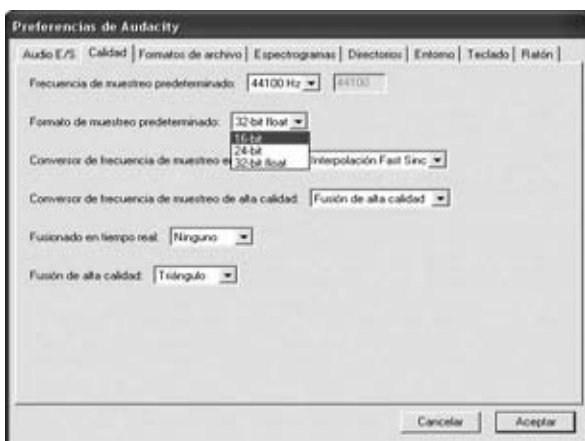 Preferencias de Audacity
Audio E/S Calidad Formatos de archivo Espectrogramas Directorios Entorno Teclado Ratón
Frecuencia de muestreo predeterminado: 44100 Hz 44100
Formato de muestreo predeterminado: 32-bit float
16-bit
24-bit
32-bit float
Conversor de frecuencia de muestreo e Interpolación Fast Sinc
Conversor de frecuencia de muestreo de alta calidad: Fusión de alta calidad
Fusionado en tiempo real: Ninguno
Fusión de alta calidad: Triángulo
Cancelar Aceptar